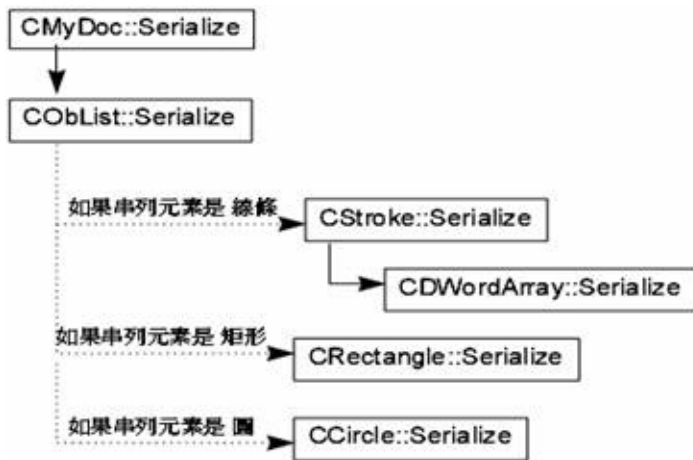 CMyDoc::Serialize
CObList::Serialize
如果串列元素是 線條
CStroke::Serialize
CDWordArray::Serialize
如果串列元素是 矩形
CRectangle::Serialize
如果串列元素是 圓
CCircle::Serialize